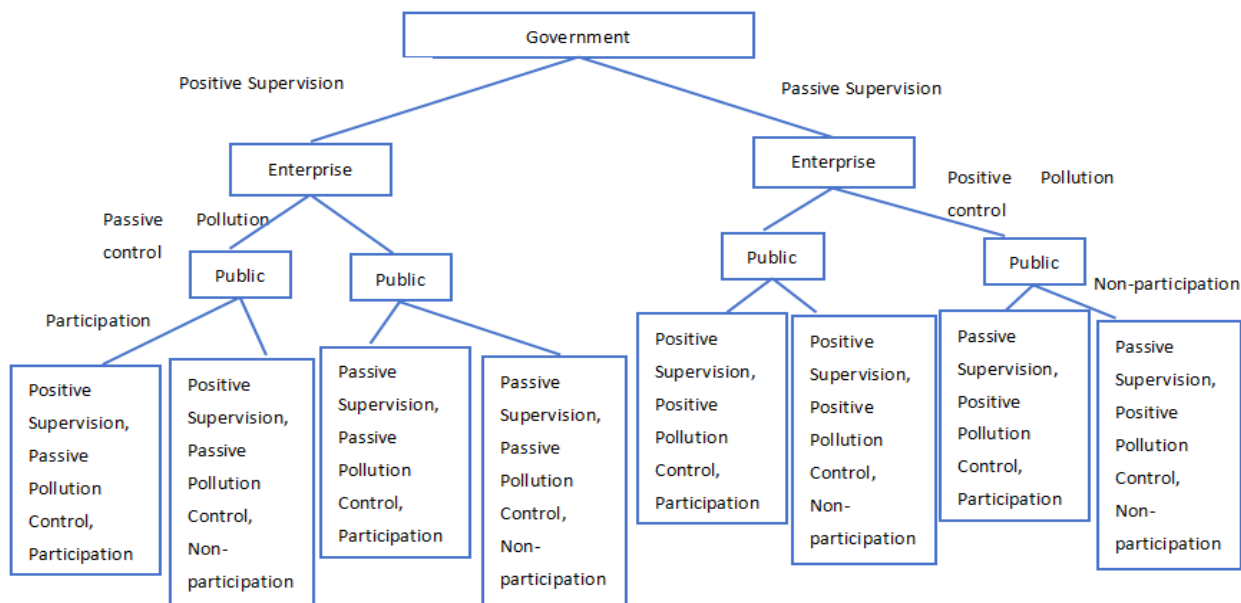 Government
Positive Supervision
Passive Supervision
Enterprise
Enterprise
Passive Pollution
control
Positive Pollution
control
Public
Public
Public
Public
Participation
Non-participation
Positive
Supervision,
Passive
Pollution
Control,
Participation
Positive
Supervision,
Passive
Pollution
Control,
Non-
participation
Passive
Supervision,
Passive
Pollution
Control,
Participation
Passive
Supervision,
Passive
Pollution
Control,
Non-
participation
Positive
Supervision,
Positive
Pollution
Control,
Participation
Positive
Supervision,
Positive
Pollution
Control,
Non-
participation
Passive
Supervision,
Positive
Pollution
Control,
Participation
Passive
Supervision,
Positive
Pollution
Control,
Non-
participation